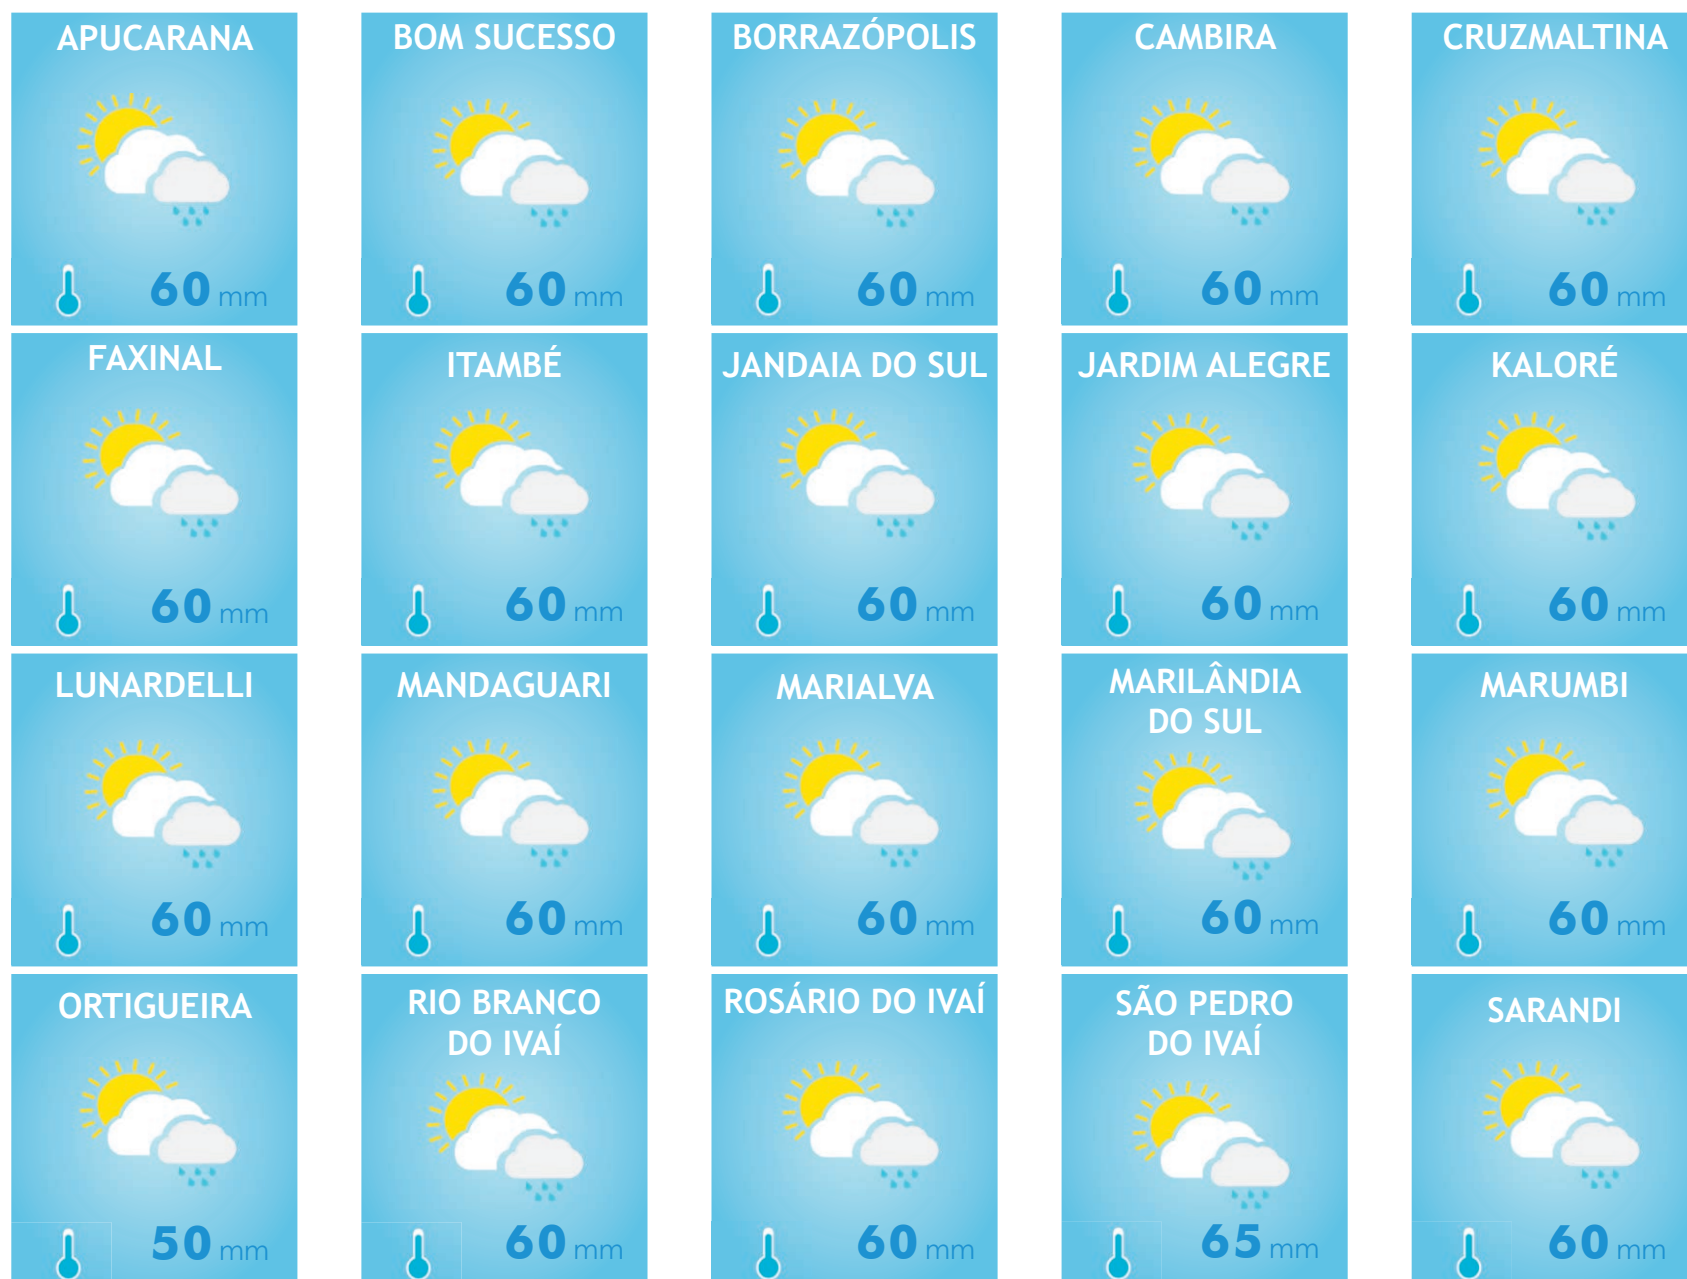 APUCARANA
60 mm
BOM SUCESSO
60 mm
BORRAZÓPOLIS
60 mm
CAMBIRA
60 mm
CRUZMALTINA
60 mm
FAXINAL
60 mm
ITAMBÉ
60 mm
JANDAIA DO SUL
60 mm
JARDIM ALEGRE
60 mm
KALORÉ
60 mm
LUNARDELLI
60 mm
MANDAGUARI
60 mm
MARIALVA
60 mm
MARILÂNDIA
DO SUL
60 mm
MARUMBI
60 mm
ORTIGUEIRA
50 mm
RIO BRANCO
DO IVAÍ
60 mm
ROSÁRIO DO IVAÍ
60 mm
SÃO PEDRO
DO IVAÍ
65 mm
SARANDI
60 mm